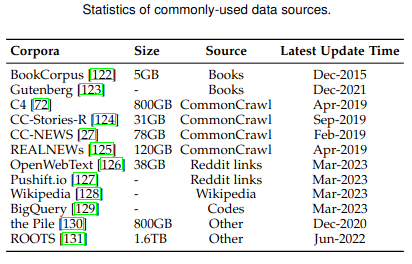 Statistics of commonly-used data sources.
Corpora Size Source Latest Update Time
BookCorpus [122] 5GB Books Dec-2015
Gutenberg [123] - Books Dec-2021
C4 [72] 800GB CommonCrawl Apr-2019
CC-Stories-R [124] 31GB CommonCrawl Sep-2019
CC-NEWS [27] 78GB CommonCrawl Feb-2019
REALNEWs [125] 120GB CommonCrawl Apr-2019
OpenWebText [126] 38GB Reddit links Mar-2023
Pushift.io [127] - Reddit links Mar-2023
Wikipedia [128] - Wikipedia Mar-2023
BigQuery [129] - Codes Mar-2023
the Pile [130] 800GB Other Dec-2020
ROOTS [131] 1.6TB Other Jun-2022